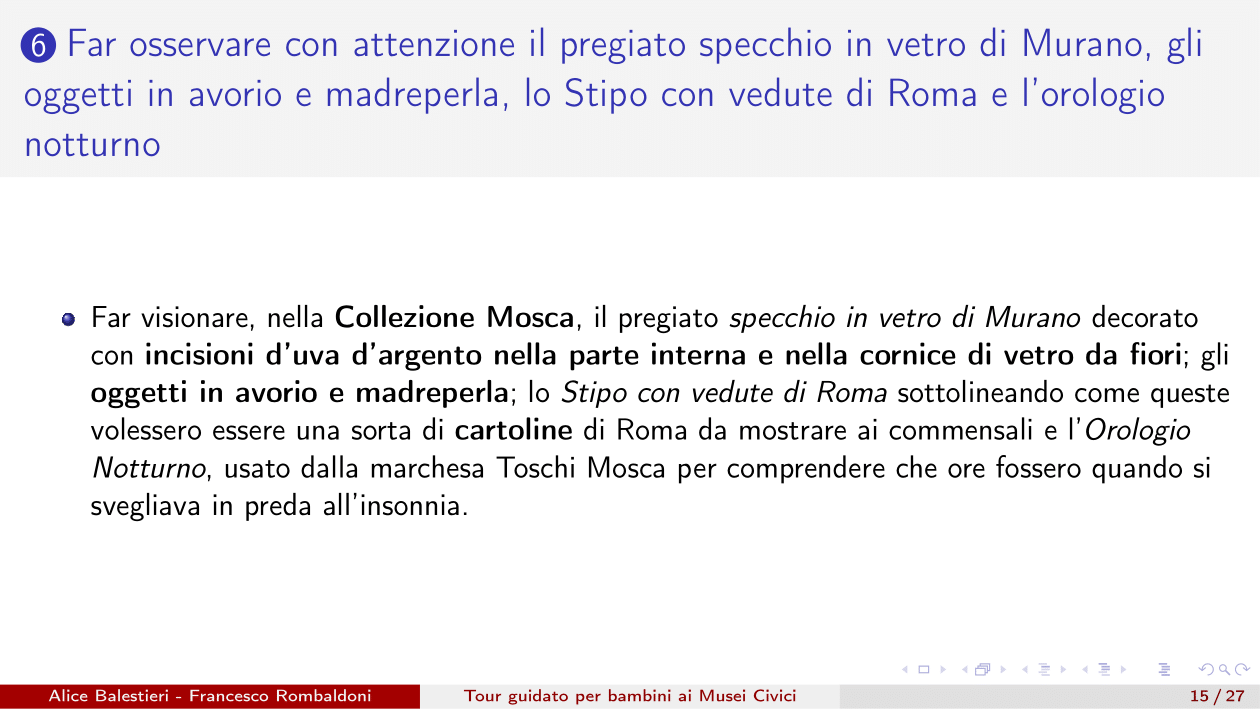 6 Far osservare con attenzione il pregiato specchio in vetro di Murano, gli
oggetti in avorio e madreperla, lo Stipo con vedute di Roma e l'orologio
notturno
Far visionare, nella Collezione Mosca, il pregiato specchio in vetro di Murano decorato
con incisioni d'uva d'argento nella parte interna e nella cornice di vetro da fiori; gli
oggetti in avorio e madreperla; lo Stipo con vedute di Roma sottolineando come queste
volessero essere una sorta di cartoline di Roma da mostrare ai commensali e l'Orologio
Notturno, usato dalla marchesa Toschi Mosca per comprendere che ore fossero quando si
svegliava in preda all'insonnia.
Alice Balestieri - Francesco Rombaldoni
Tour guidato per bambini ai Musei Civici
15 / 27